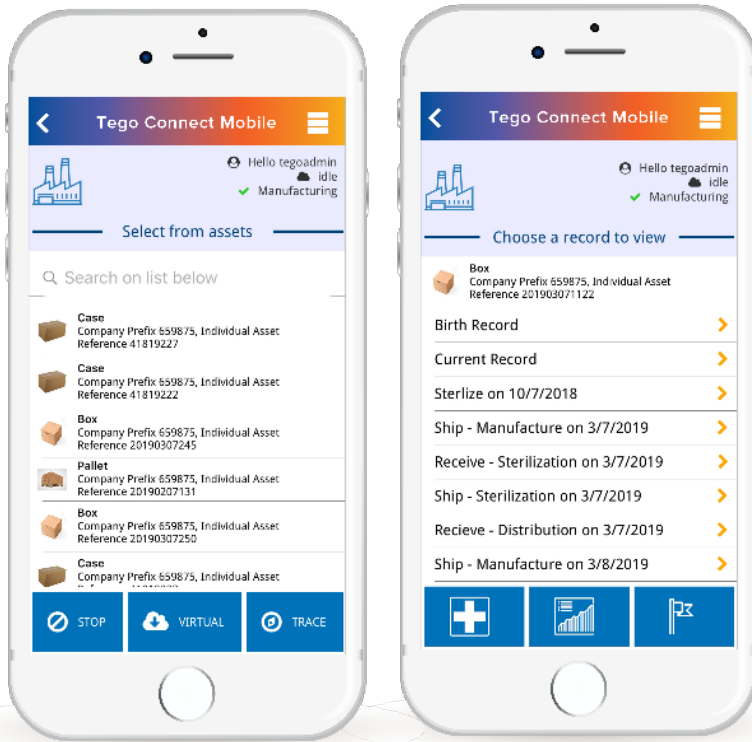 Tego Connect Mobile
Hello tegoadmin
idle
Manufacturing
Select from assets
Search on list below
Case
Company Prefix 659875, Individual Asset
Reference 41819227
Case
Company Prefix 659875, Individual Asset
Reference 41819222
Box
Company Prefix 659875, Individual Asset
Reference 20190307245
Pallet
Company Prefix 659875, Individual Asset
Reference 20190207131
Box
Company Prefix 659875, Individual Asset
Reference 20190307250
Case
Company Prefix 659875, Individual Asset
STOP
VIRTUAL
TRACE
Tego Connect Mobile
Hello tegoadmin
idle
Manufacturing
Choose a record to view
Box
Company Prefix 659875, Individual Asset
Reference 201903071122
Birth Record
Current Record
Sterlize on 10/7/2018
Ship - Manufacture on 3/7/2019
Receive - Sterilization on 3/7/2019
Ship - Sterilization on 3/7/2019
Recieve - Distribution on 3/7/2019
Ship - Manufacture on 3/8/2019